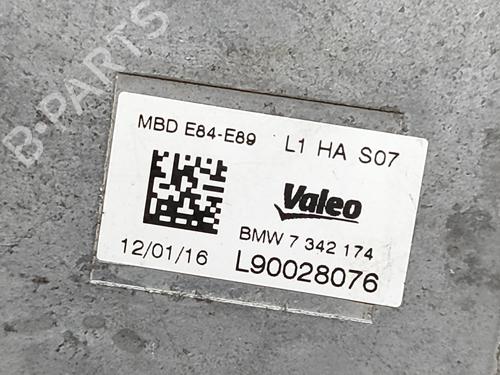 B-PARTS
MBD E84-E89 L1 HA S07
Valeo
BMW 7 342 174
12/01/16 L90028076